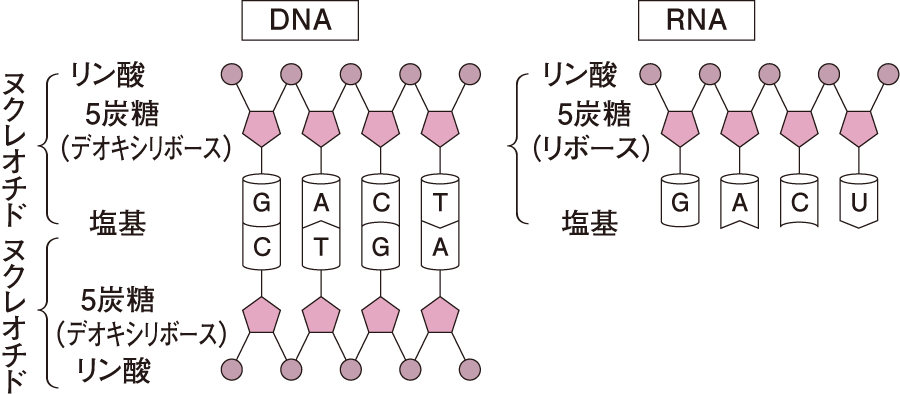 DNA
RNA
ヌクレオチド
リン酸
5炭糖
(デオキシリボース)
塩基
G A C T
C T G A
ヌクレオチド
5炭糖
(デオキシリボース)
リン酸
リン酸
5炭糖
(リボース)
塩基
G A C U